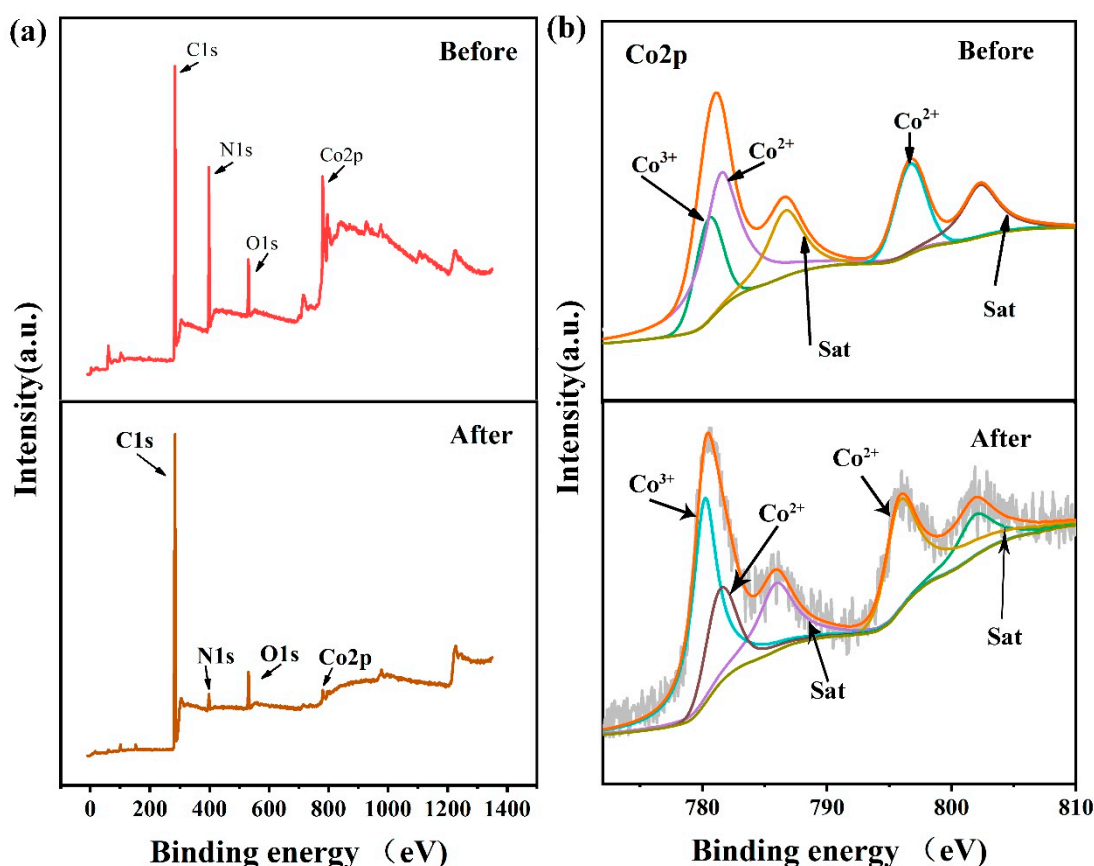 (a)
Before
C1s
N1s
Co2p
O1s
Intensity(a.u.)
After
C1s
N1s
O1s
Co2p
Intensity(a.u.)
0 200 400 600 800 1000 1200 1400
Binding energy （eV）
(b)
Co2p
Before
Co³⁺
Co²⁺
Co²⁺
Sat
Sat
Intensity(a.u.)
After
Co³⁺
Co²⁺
Co²⁺
Sat
Sat
Intensity(a.u.)
780 790 800 810
Binding energy （eV）